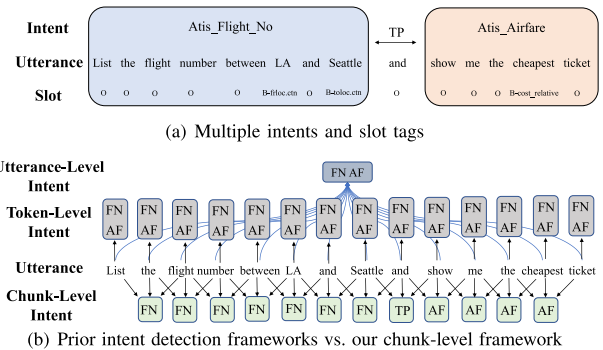 Intent Atis_Flight_No TP Atis_Airfare
Utterance List the flight number between LA and Seattle and show me the cheapest ticket
Slot O O O O O B-frloc.ctn O B-toloc.ctn O O O O B-cost_relative O
(a) Multiple intents and slot tags
Utterance-Level
Intent FN AF
Token-Level FN FN FN FN FN FN FN FN FN FN FN FN FN FN
Intent AF AF AF AF AF AF AF AF AF AF AF AF AF AF
Utterance List the flight number between LA and Seattle and show me the cheapest ticket
Chunk-Level
Intent FN FN FN FN FN FN FN TP AF AF AF AF
(b) Prior intent detection frameworks vs. our chunk-level framework